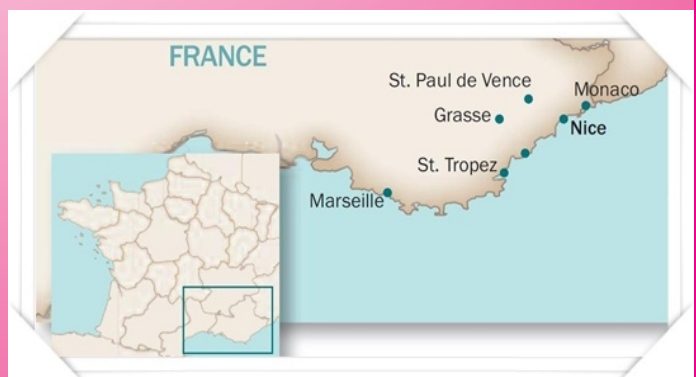 FRANCE
St. Paul de Vence
Monaco
Grasse
Nice
St. Tropez
Marseille